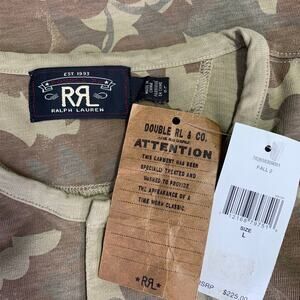 EST 1993
RRL
RALPH LAUREN
DOUBLE RL & CO.
ATTENTION
THIS GARMENT HAS BEEN
SPECIALLY TREATED AND
WASHED TO PROVIDE
THE APPEARANCE OF A
TIME WORN CLASSIC.
RRL
FALL 2
SIZE
L
MSRP $225.00